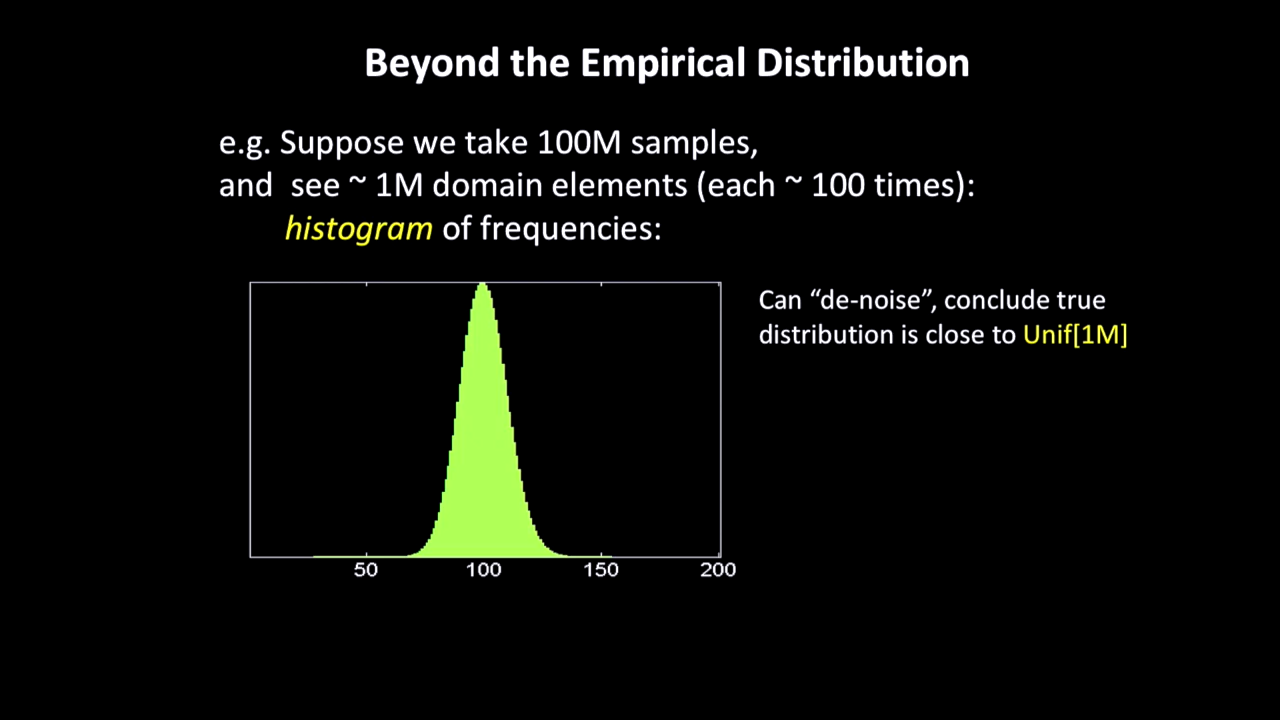 Beyond the Empirical Distribution
e.g. Suppose we take 100M samples,
and  see ~ 1M domain elements (each ~ 100 times):
histogram of frequencies:
Can “de-noise”, conclude true
distribution is close to Unif[1M]
50 100 150 200